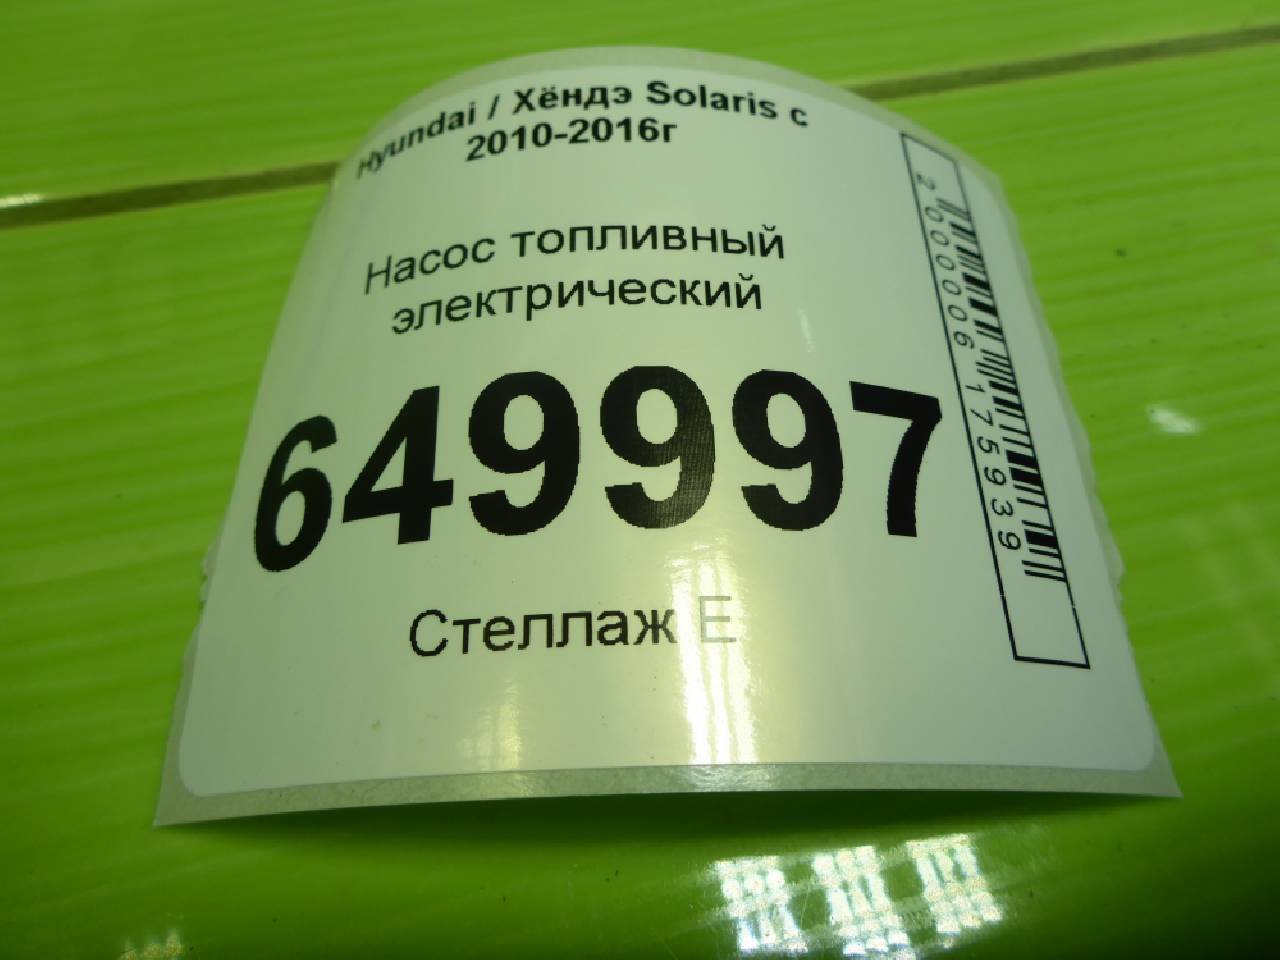 Hyundai / Хёндэ Solaris с
2010-2016г
Насос топливный
электрический
649997
Стеллаж Е
2000006175939